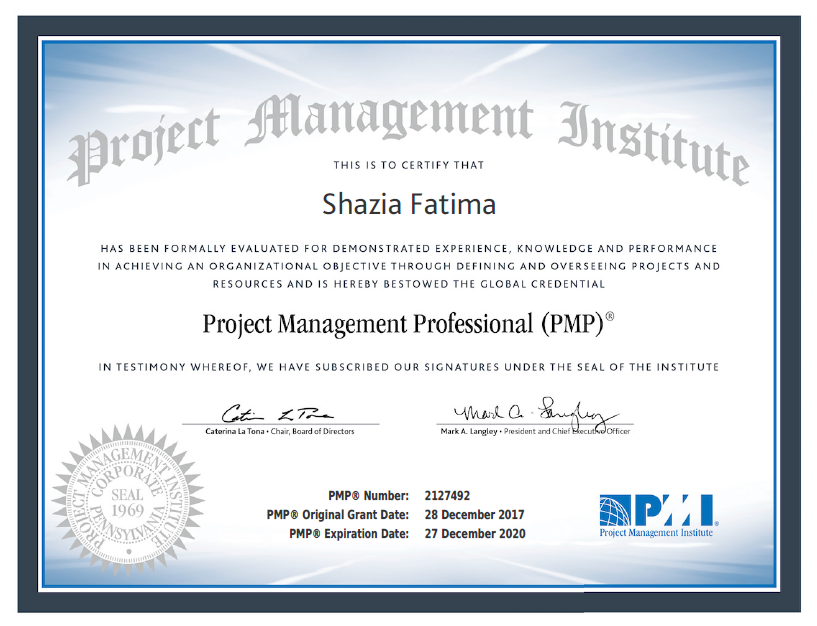 Project Management Institute
THIS IS TO CERTIFY THAT
Shazia Fatima
HAS BEEN FORMALLY EVALUATED FOR DEMONSTRATED EXPERIENCE, KNOWLEDGE AND PERFORMANCE
IN ACHIEVING AN ORGANIZATIONAL OBJECTIVE THROUGH DEFINING AND OVERSEEING PROJECTS AND
RESOURCES AND IS HEREBY BESTOWED THE GLOBAL CREDENTIAL
Project Management Professional (PMP)®
IN TESTIMONY WHEREOF, WE HAVE SUBSCRIBED OUR SIGNATURES UNDER THE SEAL OF THE INSTITUTE
Caterina La Tona • Chair, Board of Directors
Mark A. Langley • President and Chief Executive Officer
PROJECT MANAGEMENT INSTITUTE
CORPORATE
SEAL
1969
PENNSYLVANIA
PMP® Number: 2127492
PMP® Original Grant Date: 28 December 2017
PMP® Expiration Date: 27 December 2020
PMI®
Project Management Institute